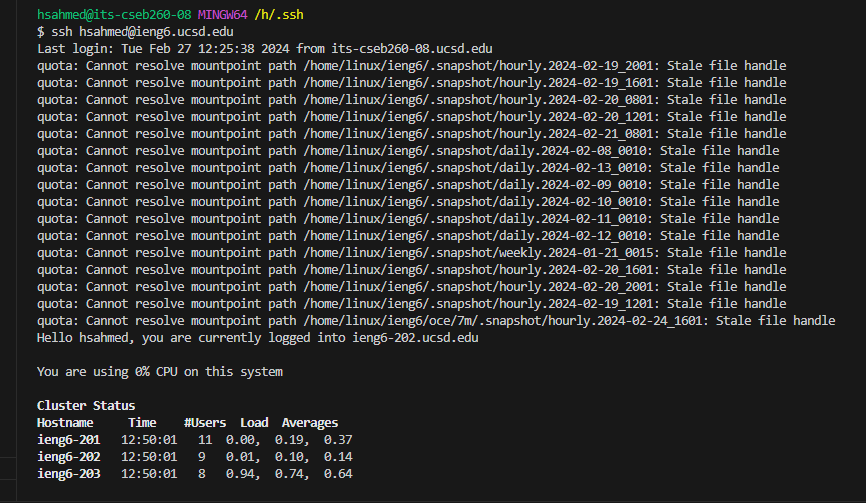 hsahmed@its-cseb260-08 MINGW64 /h/.ssh
$ ssh hsahmed@ieng6.ucsd.edu
Last login: Tue Feb 27 12:25:38 2024 from its-cseb260-08.ucsd.edu
quota: Cannot resolve mountpoint path /home/linux/ieng6/.snapshot/hourly.2024-02-19_2001: Stale file handle
quota: Cannot resolve mountpoint path /home/linux/ieng6/.snapshot/hourly.2024-02-19_1601: Stale file handle
quota: Cannot resolve mountpoint path /home/linux/ieng6/.snapshot/hourly.2024-02-20_0801: Stale file handle
quota: Cannot resolve mountpoint path /home/linux/ieng6/.snapshot/hourly.2024-02-20_1201: Stale file handle
quota: Cannot resolve mountpoint path /home/linux/ieng6/.snapshot/hourly.2024-02-21_0801: Stale file handle
quota: Cannot resolve mountpoint path /home/linux/ieng6/.snapshot/daily.2024-02-08_0010: Stale file handle
quota: Cannot resolve mountpoint path /home/linux/ieng6/.snapshot/daily.2024-02-13_0010: Stale file handle
quota: Cannot resolve mountpoint path /home/linux/ieng6/.snapshot/daily.2024-02-09_0010: Stale file handle
quota: Cannot resolve mountpoint path /home/linux/ieng6/.snapshot/daily.2024-02-10_0010: Stale file handle
quota: Cannot resolve mountpoint path /home/linux/ieng6/.snapshot/daily.2024-02-11_0010: Stale file handle
quota: Cannot resolve mountpoint path /home/linux/ieng6/.snapshot/daily.2024-02-12_0010: Stale file handle
quota: Cannot resolve mountpoint path /home/linux/ieng6/.snapshot/weekly.2024-01-21_0015: Stale file handle
quota: Cannot resolve mountpoint path /home/linux/ieng6/.snapshot/hourly.2024-02-20_1601: Stale file handle
quota: Cannot resolve mountpoint path /home/linux/ieng6/.snapshot/hourly.2024-02-20_2001: Stale file handle
quota: Cannot resolve mountpoint path /home/linux/ieng6/.snapshot/hourly.2024-02-19_1201: Stale file handle
quota: Cannot resolve mountpoint path /home/linux/ieng6/oce/7m/.snapshot/hourly.2024-02-24_1601: Stale file handle
Hello hsahmed, you are currently logged into ieng6-202.ucsd.edu
You are using 0% CPU on this system
Cluster Status
Hostname Time #Users Load Averages
ieng6-201 12:50:01 11 0.00, 0.19, 0.37
ieng6-202 12:50:01 9 0.01, 0.10, 0.14
ieng6-203 12:50:01 8 0.94, 0.74, 0.64